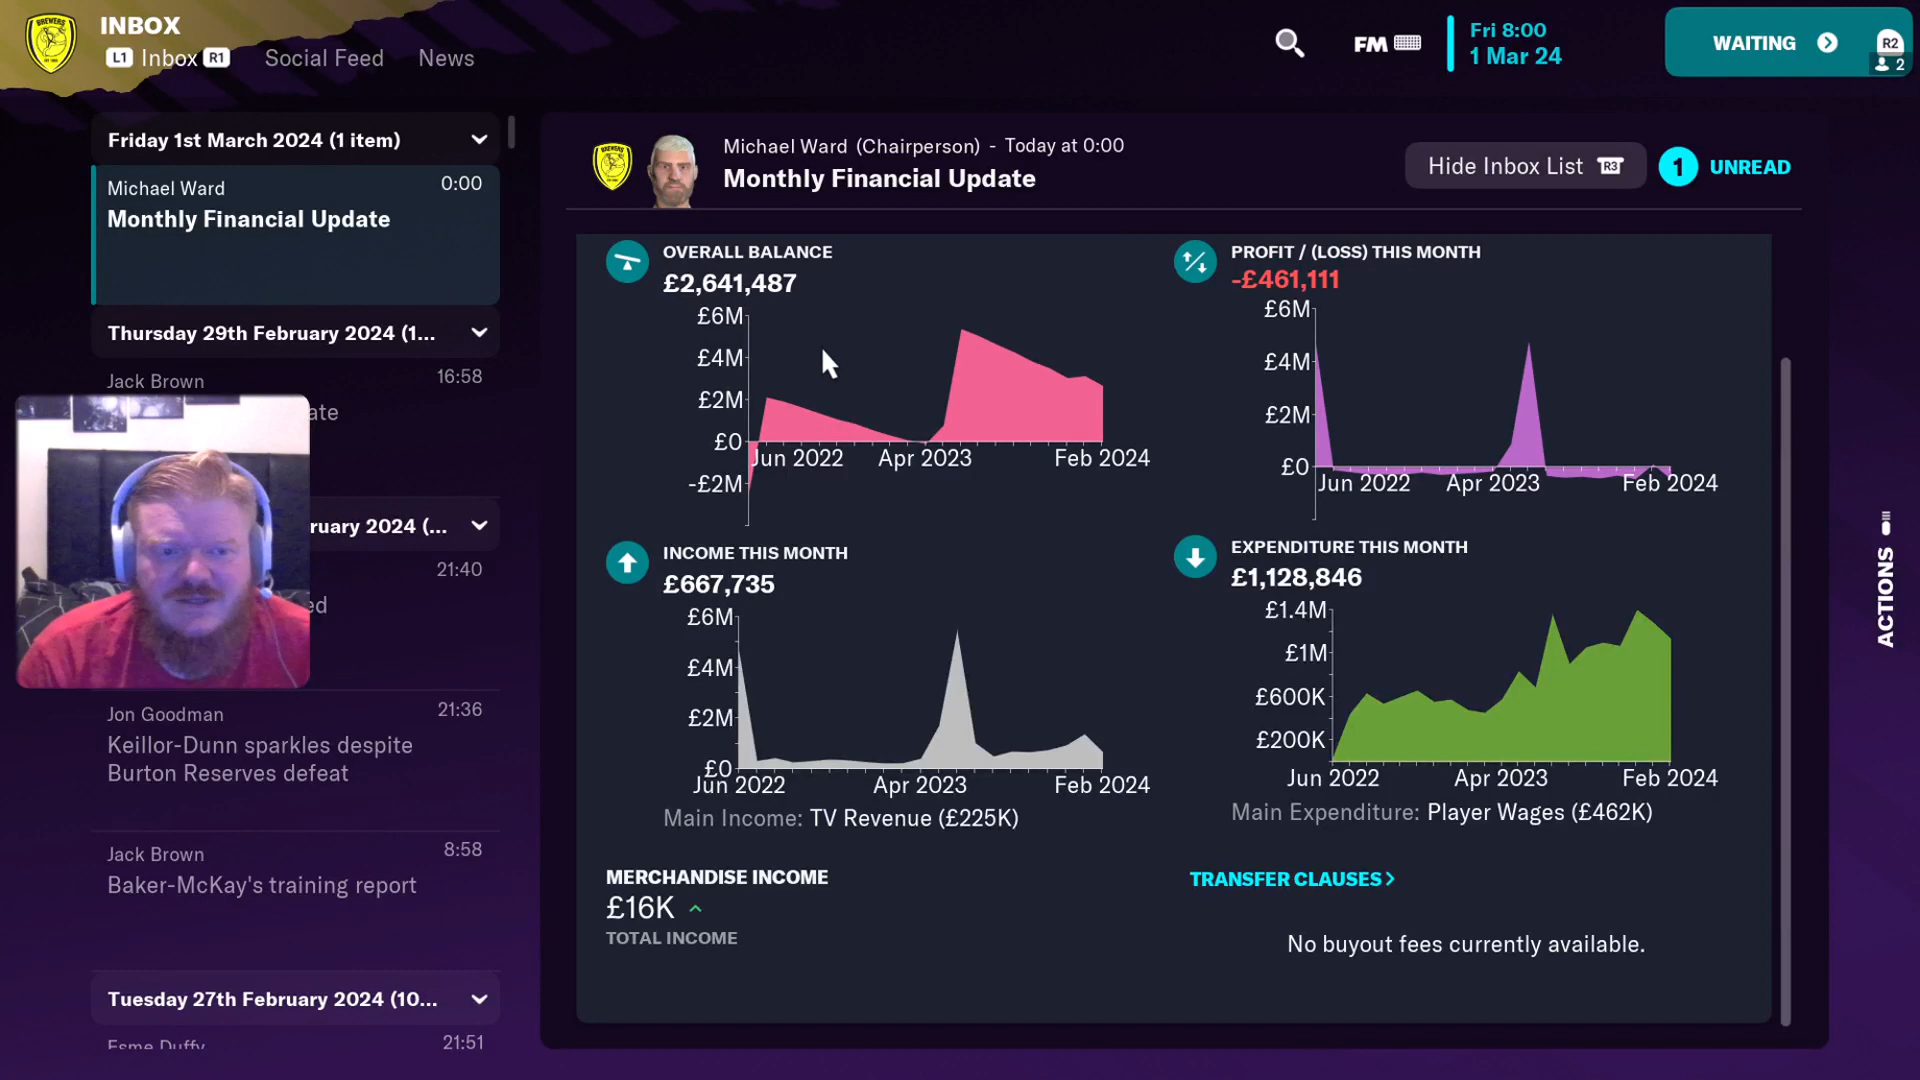 INBOX
L1 Inbox R1 Social Feed News
FM
Fri 8:00
1 Mar 24
WAITING
R2
2
BREWERS
Friday 1st March 2024 (1 item)
Michael Ward 0:00
Monthly Financial Update
Thursday 29th February 2024 (1...
Jack Brown 16:58
ate
ruary 2024 (...
21:40
ed
Jon Goodman 21:36
Keillor-Dunn sparkles despite
Burton Reserves defeat
Jack Brown 8:58
Baker-McKay's training report
Tuesday 27th February 2024 (10...
Esme Duffy 21:51
BREWERS
Michael Ward (Chairperson) - Today at 0:00
Monthly Financial Update
Hide Inbox List R3
1 UNREAD
OVERALL BALANCE
£2,641,487
£6M
£4M
£2M
£0
-£2M
Jun 2022 Apr 2023 Feb 2024
PROFIT / (LOSS) THIS MONTH
-£461,111
£6M
£4M
£2M
£0
Jun 2022 Apr 2023 Feb 2024
INCOME THIS MONTH
£667,735
£6M
£4M
£2M
£0
Jun 2022 Apr 2023 Feb 2024
Main Income: TV Revenue (£225K)
EXPENDITURE THIS MONTH
£1,128,846
£1.4M
£1M
£600K
£200K
Jun 2022 Apr 2023 Feb 2024
Main Expenditure: Player Wages (£462K)
MERCHANDISE INCOME
£16K
TOTAL INCOME
TRANSFER CLAUSES
No buyout fees currently available.
ACTIONS